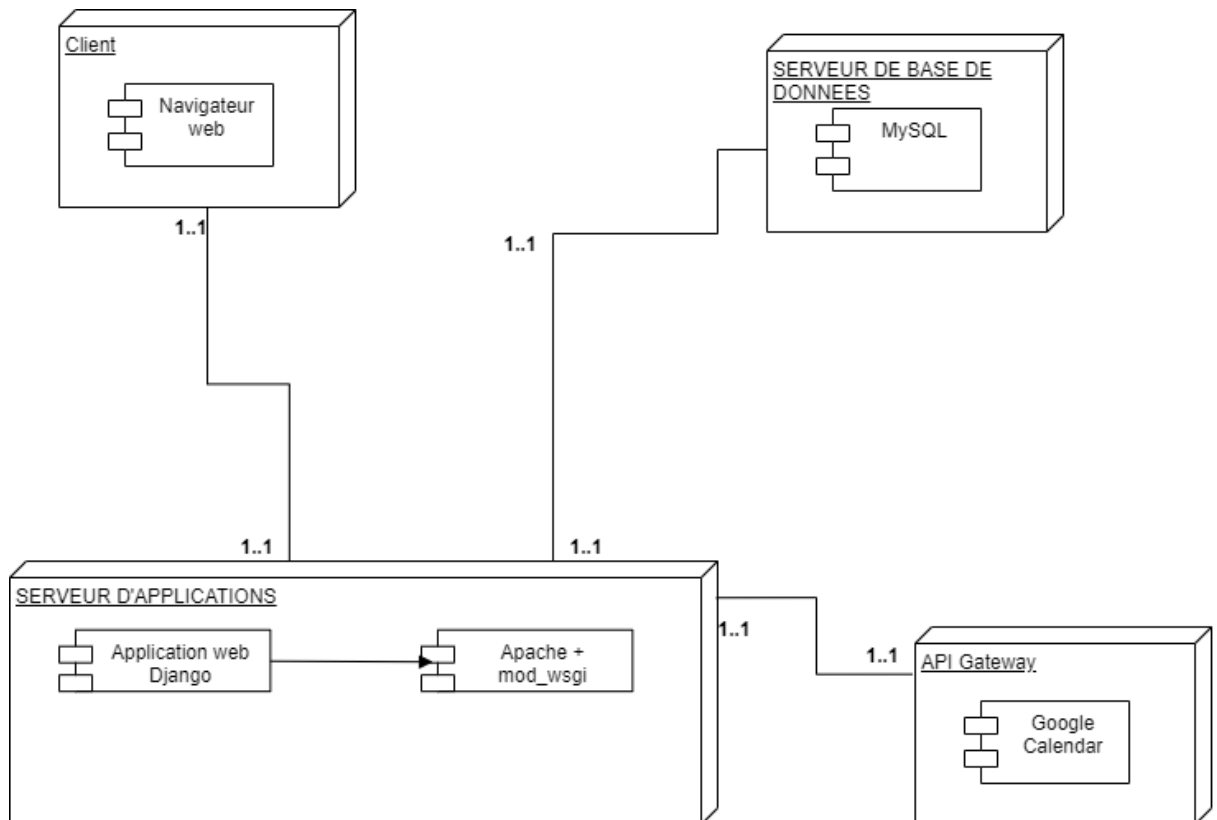 Client
Navigateur
web
SERVEUR DE BASE DE
DONNEES
MySQL
1..1
1..1
1..1
1..1
SERVEUR D'APPLICATIONS
Application web
Django
Apache +
mod_wsgi
1..1
1..1
API Gateway
Google
Calendar